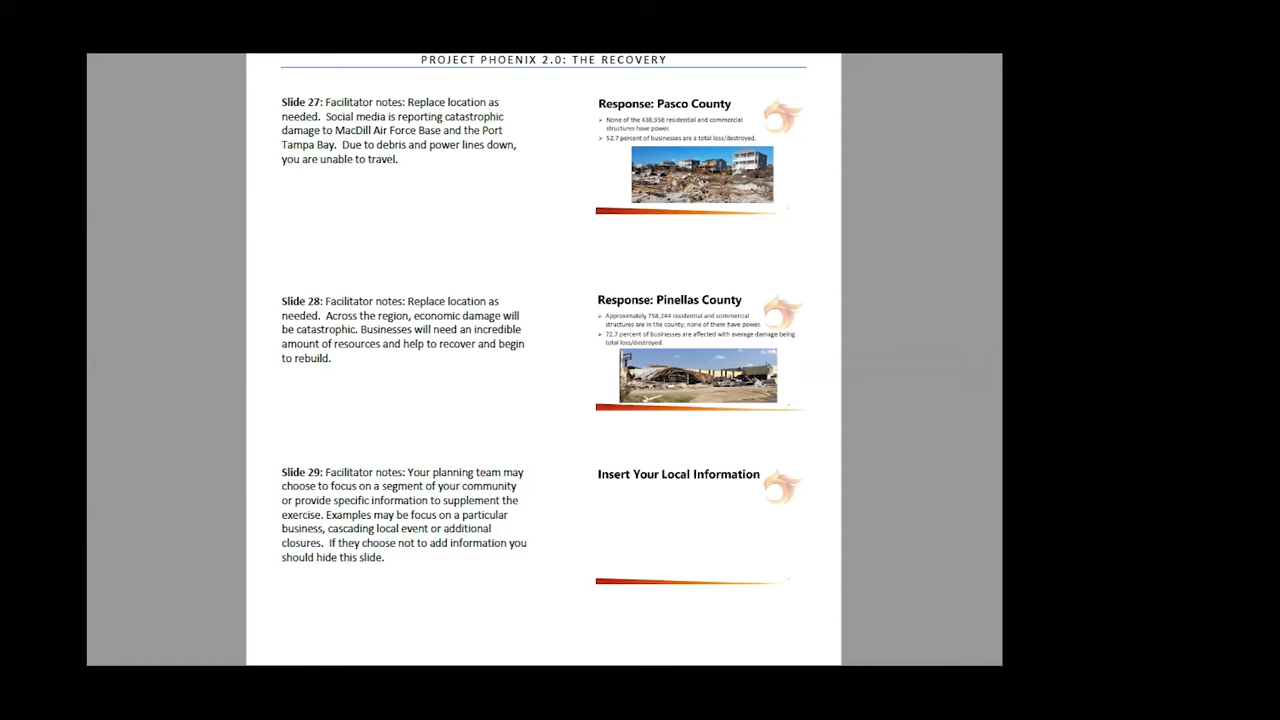 PROJECT PHOENIX 2.0: THE RECOVERY
Slide 27: Facilitator notes: Replace location as
needed.  Social media is reporting catastrophic
damage to MacDill Air Force Base and the Port
Tampa Bay.  Due to debris and power lines down,
you are unable to travel.
Response: Pasco County
➢ None of the 438,958 residential and commercial
structures have power.
➢ 52.7 percent of businesses are a total loss/destroyed.
Slide 28: Facilitator notes: Replace location as
needed.  Across the region, economic damage will
be catastrophic. Businesses will need an incredible
amount of resources and help to recover and begin
to rebuild.
Response: Pinellas County
➢ Approximately 758,244 residential and commercial
structures are in the county; none of them have power.
➢ 72.7 percent of businesses are affected with average damage being
total loss/destroyed.
Slide 29: Facilitator notes: Your planning team may
choose to focus on a segment of your community
or provide specific information to supplement the
exercise. Examples may be focus on a particular
business, cascading local event or additional
closures.  If they choose not to add information you
should hide this slide.
Insert Your Local Information